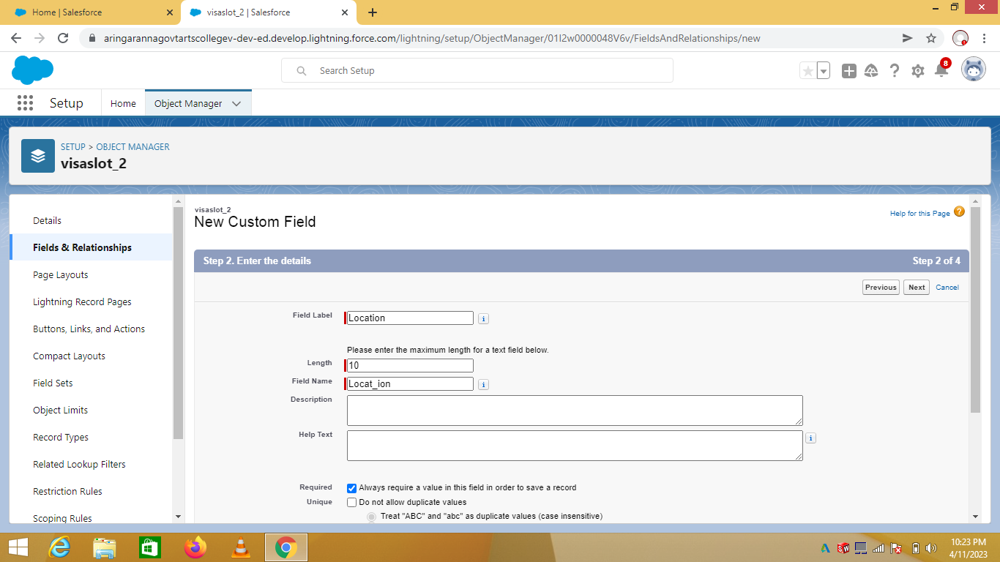 Home | Salesforce
visaslot_2 | Salesforce
aringarannagovtartscollegev-dev-ed.develop.lightning.force.com/lightning/setup/ObjectManager/01I2w0000048V6v/FieldsAndRelationships/new
Search Setup
8
Setup
Home
Object Manager
SETUP > OBJECT MANAGER
visaslot_2
Details
Fields & Relationships
Page Layouts
Lightning Record Pages
Buttons, Links, and Actions
Compact Layouts
Field Sets
Object Limits
Record Types
Related Lookup Filters
Restriction Rules
Scoping Rules
visaslot_2
New Custom Field
Help for this Page ?
Step 2. Enter the details
Step 2 of 4
Previous
Next
Cancel
Field Label
Location
i
Please enter the maximum length for a text field below.
Length
10
Field Name
Locat_ion
i
Description
Help Text
i
Required
Always require a value in this field in order to save a record
Unique
Do not allow duplicate values
Treat "ABC" and "abc" as duplicate values (case insensitive)
10:23 PM
4/11/2023